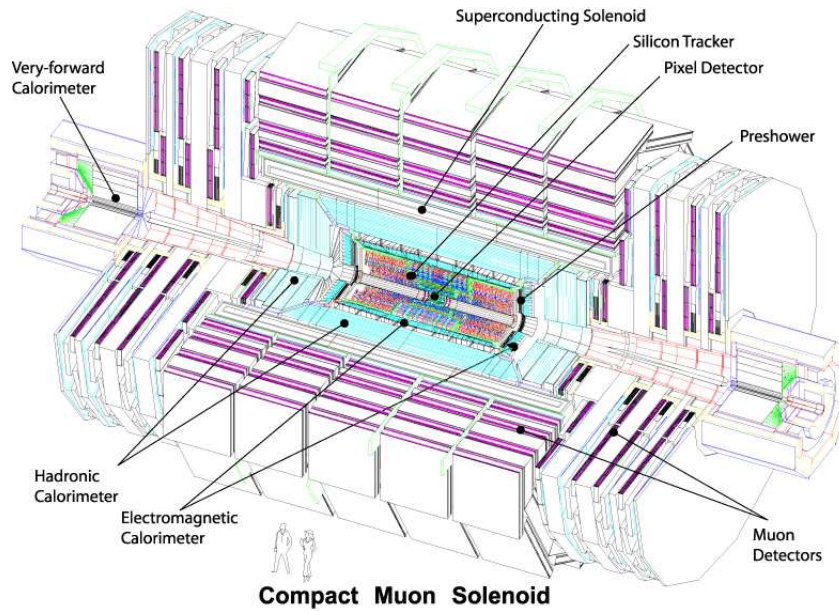 Superconducting Solenoid
Silicon Tracker
Pixel Detector
Very-forward
Calorimeter
Preshower
Hadronic
Calorimeter
Electromagnetic
Calorimeter
Muon
Detectors
Compact Muon Solenoid